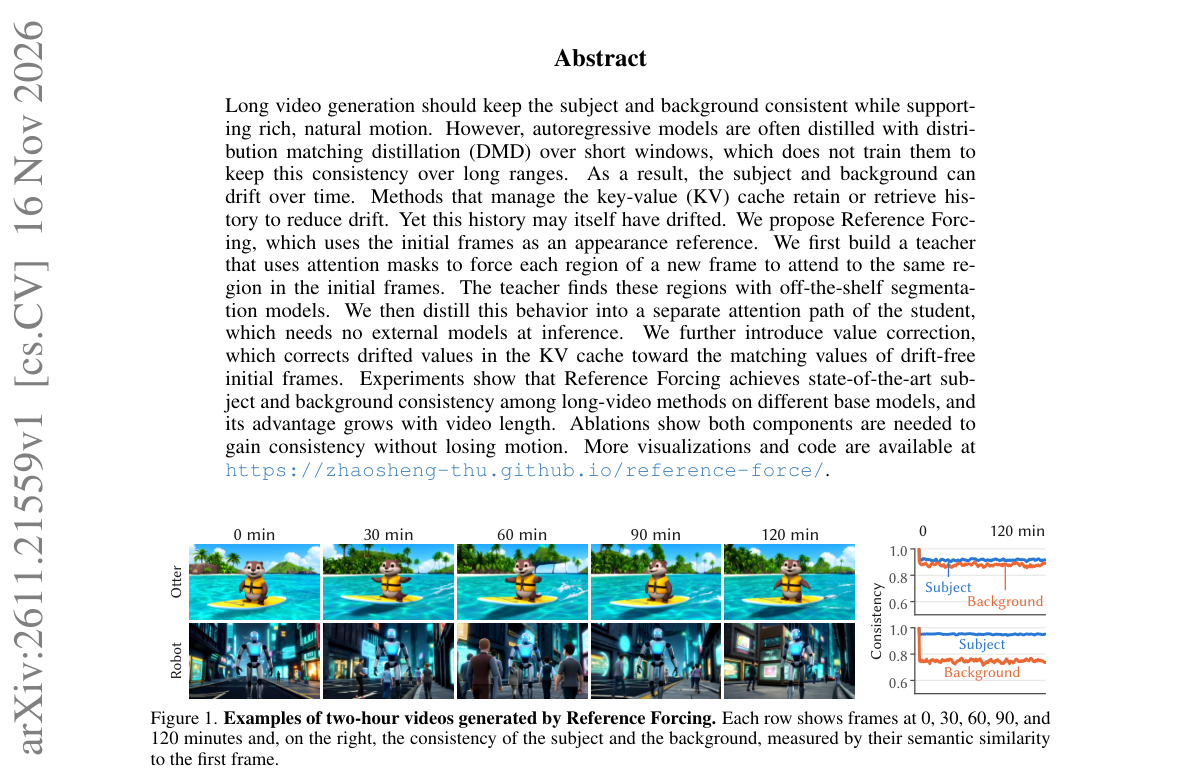 arXiv:2611.21559v1 [cs.CV] 16 Nov 2026
Abstract
Long video generation should keep the subject and background consistent while support-
ing rich, natural motion. However, autoregressive models are often distilled with distri-
bution matching distillation (DMD) over short windows, which does not train them to
keep this consistency over long ranges. As a result, the subject and background can
drift over time. Methods that manage the key-value (KV) cache retain or retrieve his-
tory to reduce drift. Yet this history may itself have drifted. We propose Reference Forc-
ing, which uses the initial frames as an appearance reference. We first build a teacher
that uses attention masks to force each region of a new frame to attend to the same re-
gion in the initial frames. The teacher finds these regions with off-the-shelf segmenta-
tion models. We then distill this behavior into a separate attention path of the student,
which needs no external models at inference. We further introduce value correction,
which corrects drifted values in the KV cache toward the matching values of drift-free
initial frames. Experiments show that Reference Forcing achieves state-of-the-art sub-
ject and background consistency among long-video methods on different base models, and
its advantage grows with video length. Ablations show both components are needed to
gain consistency without losing motion. More visualizations and code are available at
https://zhaosheng-thu.github.io/reference-force/.
0 min 30 min 60 min 90 min 120 min
Otter
Robot
0 120 min
Consistency
1.0
0.8
0.6
Subject
Background
1.0
0.8
0.6
Subject
Background
Figure 1. Examples of two-hour videos generated by Reference Forcing. Each row shows frames at 0, 30, 60, 90, and
120 minutes and, on the right, the consistency of the subject and the background, measured by their semantic similarity
to the first frame.